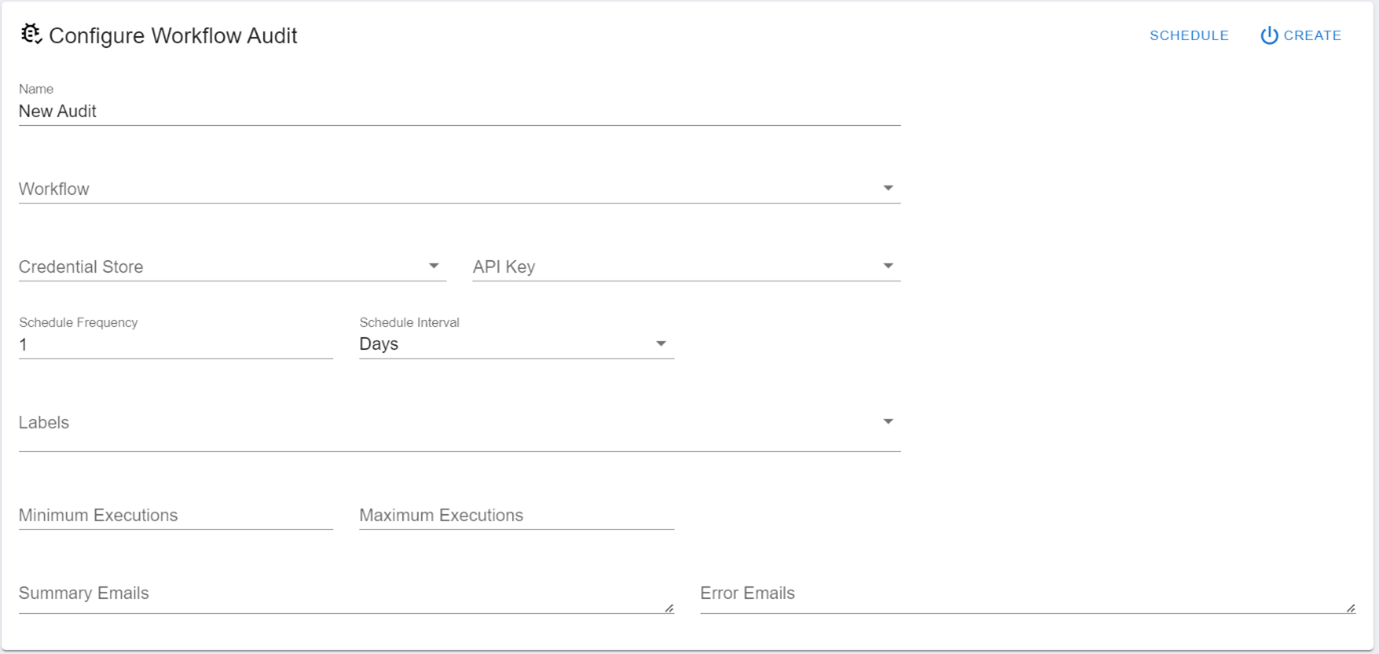 Configure Workflow Audit
SCHEDULE
CREATE
Name
New Audit
Workflow
Credential Store
API Key
Schedule Frequency
Schedule Interval
1
Days
Labels
Minimum Executions
Maximum Executions
Summary Emails
Error Emails